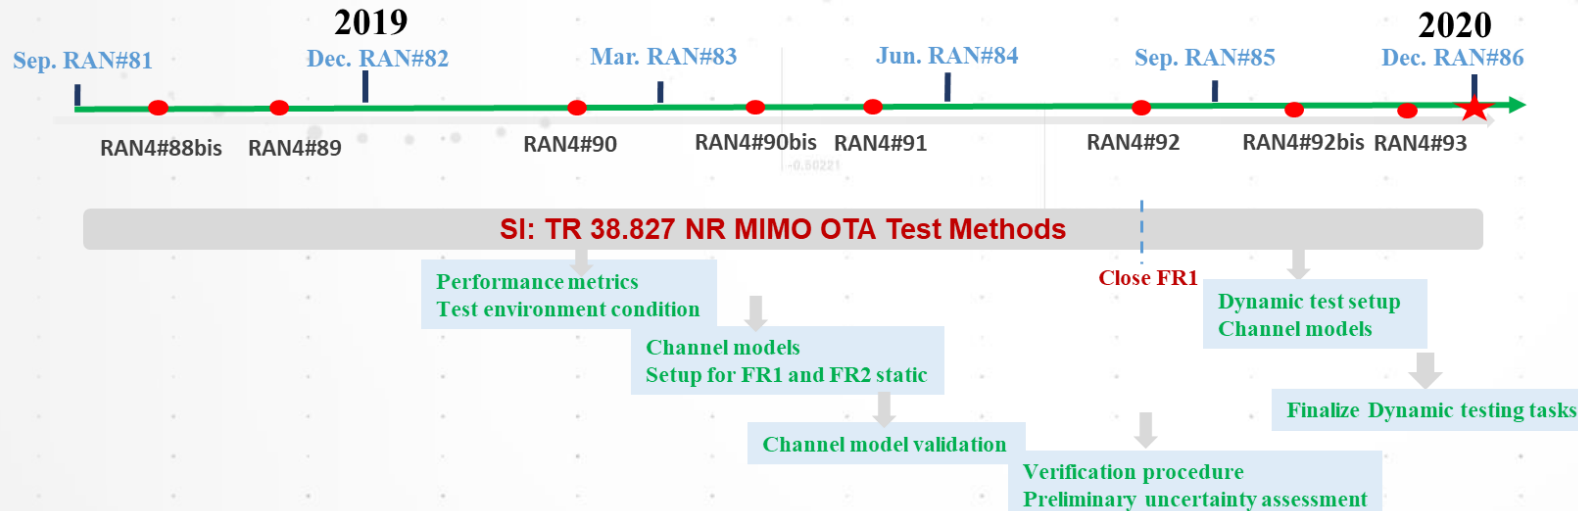 2019
2020
Sep. RAN#81
Dec. RAN#82
Mar. RAN#83
Jun. RAN#84
Sep. RAN#85
Dec. RAN#86
RAN4#88bis
RAN4#89
RAN4#90
RAN4#90bis
RAN4#91
RAN4#92
RAN4#92bis
RAN4#93
-0.50221
SI: TR 38.827 NR MIMO OTA Test Methods
Close FR1
Performance metrics
Test environment condition
Dynamic test setup
Channel models
Channel models
Setup for FR1 and FR2 static
Finalize Dynamic testing tasks
Channel model validation
Verification procedure
Preliminary uncertainty assessment